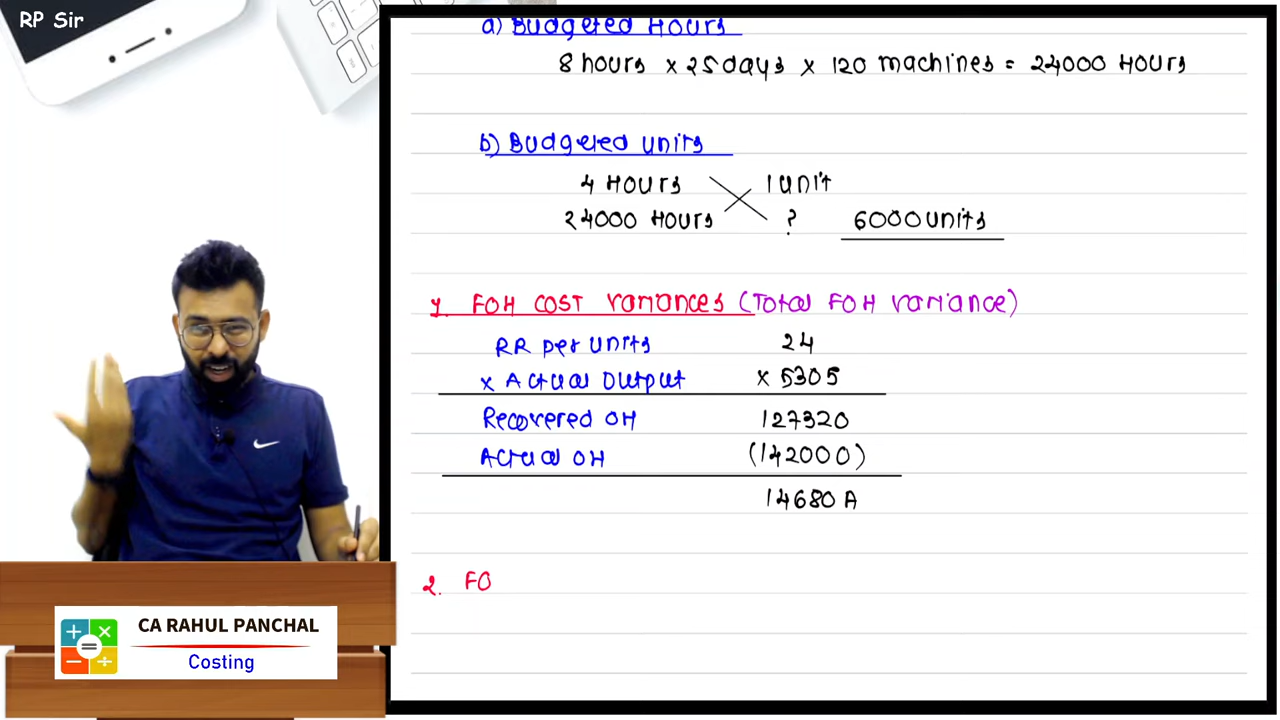 RP Sir
a) Budgeted Hours
8 hours × 25 days × 120 machines = 24000 Hours
b) Budgeted units
4 Hours 1 unit
24000 Hours ? 6000 units
1. FOH COST variances (Total FOH variance)
RR per units 24
× Actual Output × 5305
Recovered OH 127320
Actual OH (142000)
14680 A
2. FO
CA RAHUL PANCHAL
Costing